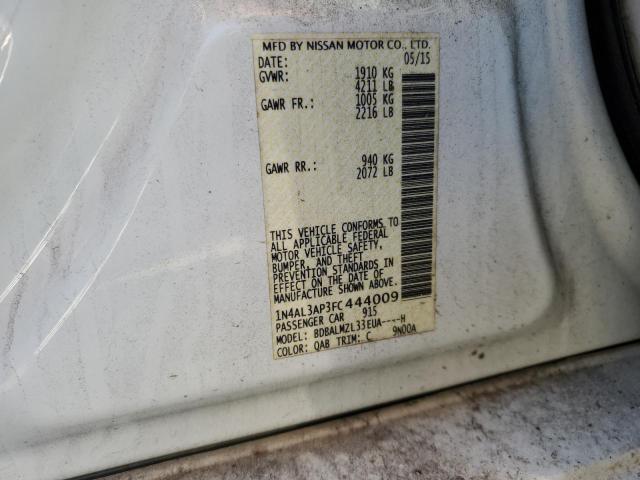 MFD BY NISSAN MOTOR CO., LTD.
DATE: 05/15
GVWR: 1910 KG
4211 LB
GAWR FR.: 1005 KG
2216 LB
GAWR RR.: 940 KG
2072 LB
THIS VEHICLE CONFORMS TO
ALL APPLICABLE FEDERAL
MOTOR VEHICLE SAFETY,
BUMPER, AND THEFT
PREVENTION STANDARDS IN
EFFECT ON THE DATE OF
MANUFACTURE SHOWN ABOVE.
1N4AL3AP3FC444009
PASSENGER CAR 915
MODEL: BDBALMZL33EUA----H
COLOR: QAB TRIM: C 9N00A